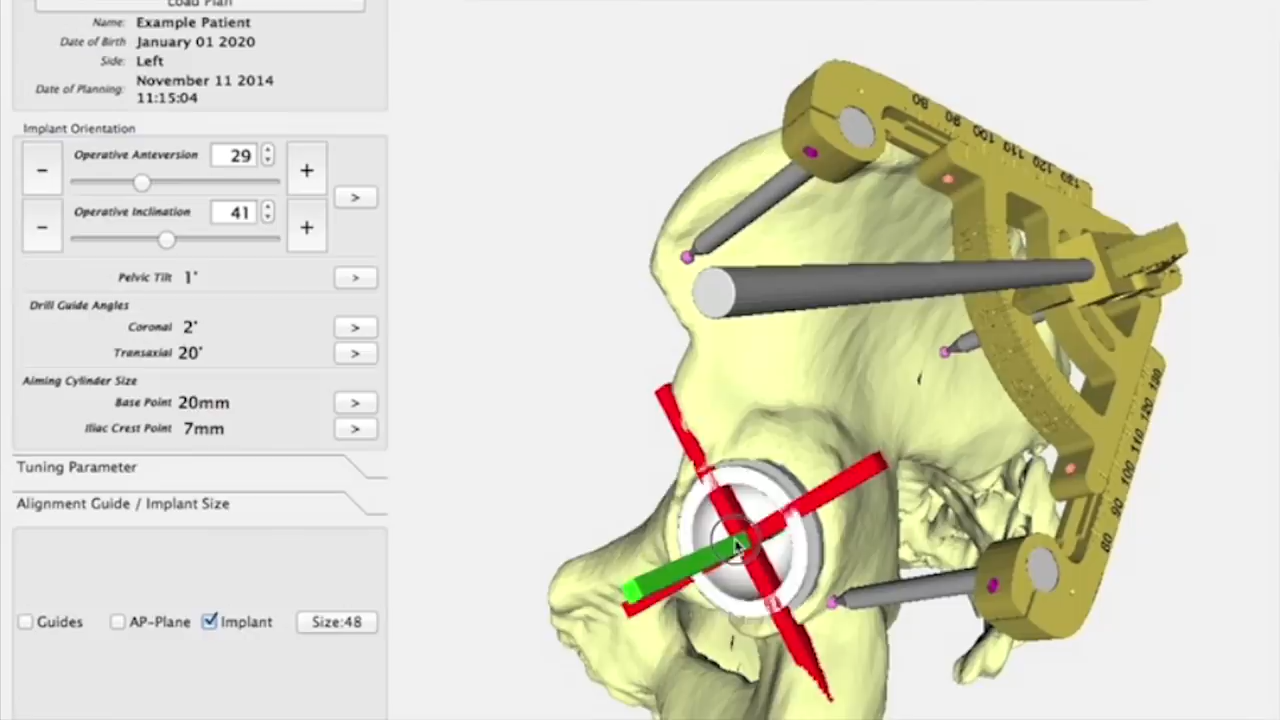 Load Plan
Name: Example Patient
Date of Birth January 01 2020
Side: Left
Date of Planning: November 11 2014
11:15:04
Implant Orientation
- Operative Anteversion 29 +
>
- Operative Inclination 41 +
Pelvic Tilt 1° >
Drill Guide Angles
Coronal 2° >
Transaxial 20° >
Aiming Cylinder Size
Base Point 20mm >
Iliac Crest Point 7mm >
Tuning Parameter
Alignment Guide / Implant Size
Guides AP-Plane Implant Size:48
80 90 100 110 120 130
80 90 100 110 120 130